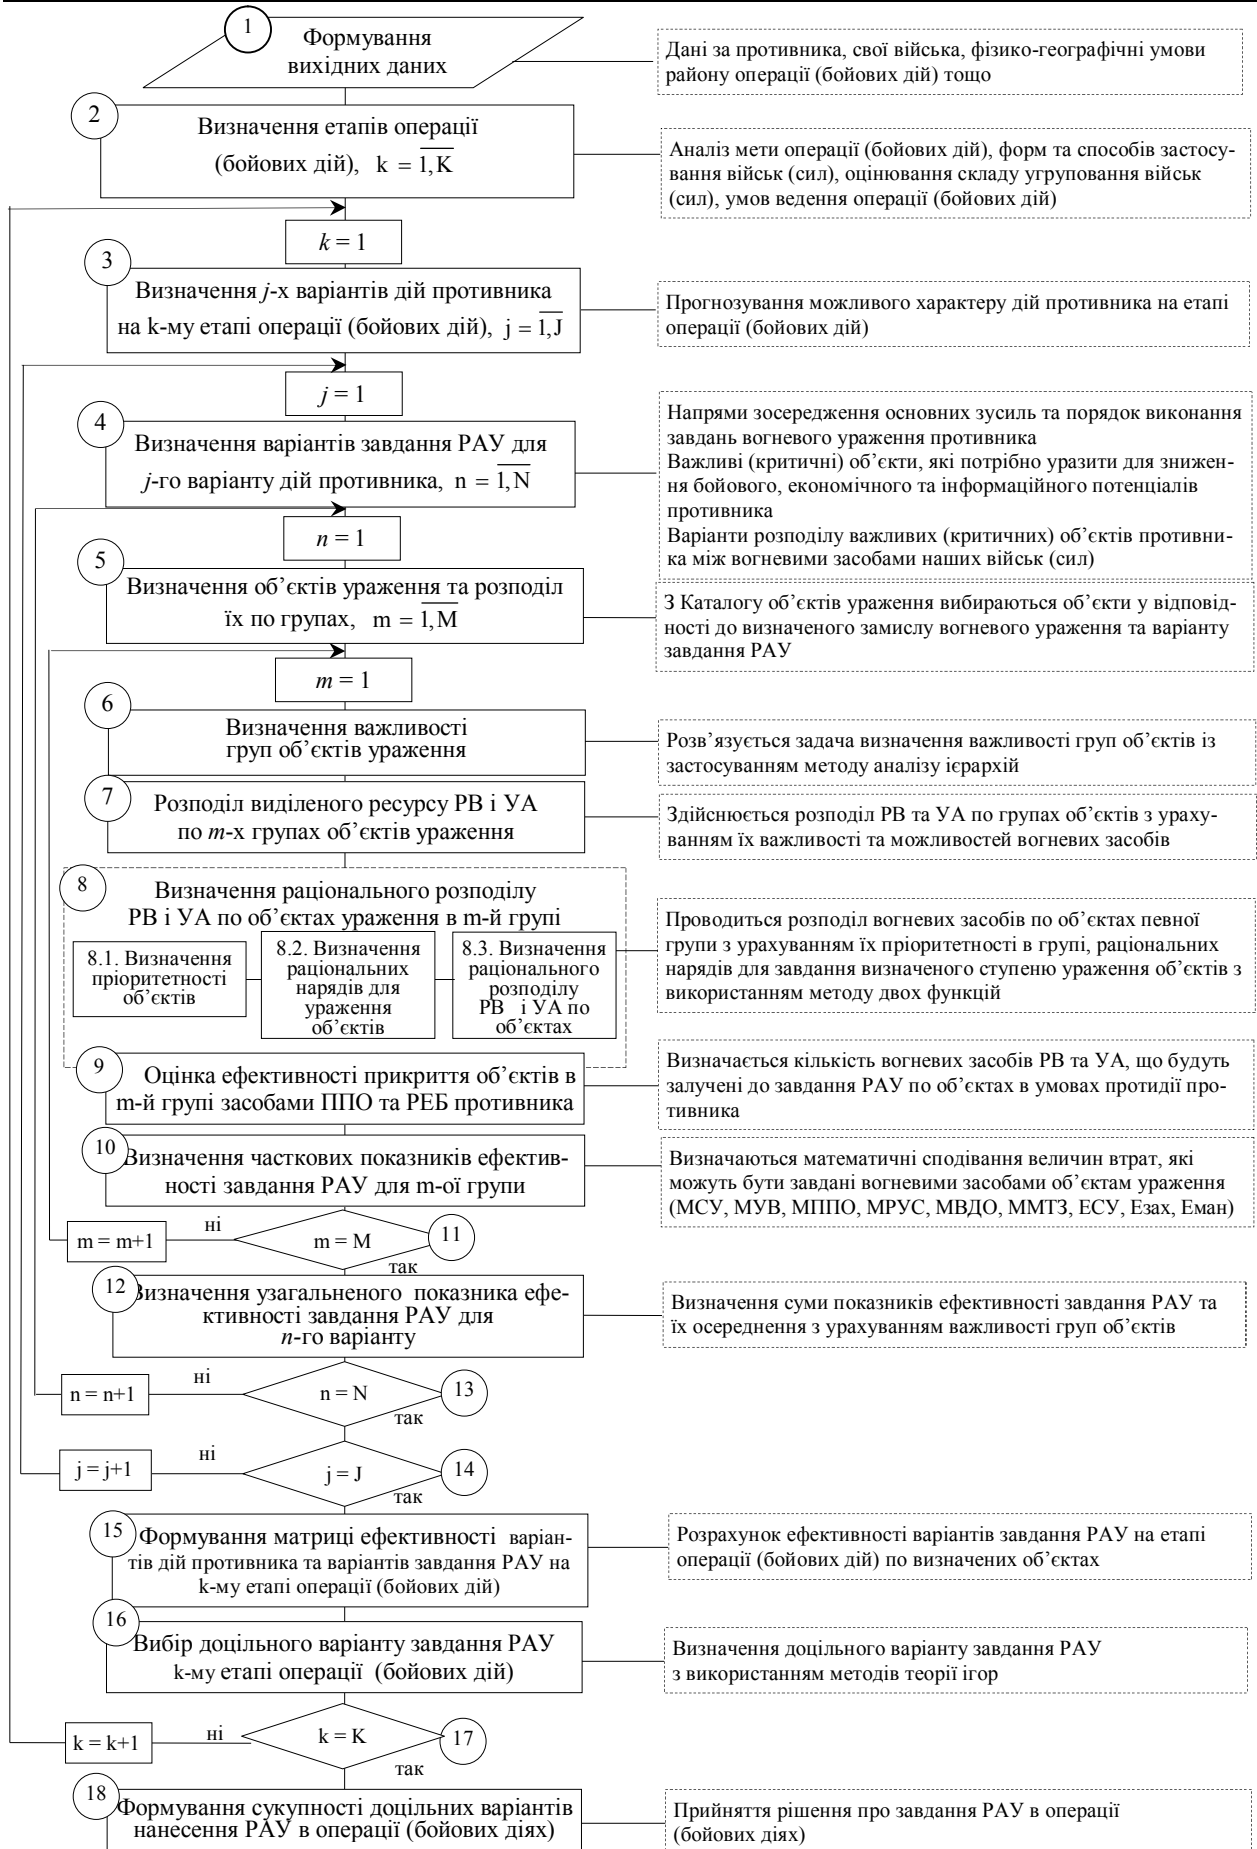 1
Формування
вихідних даних
Дані за противника, свої війська, фізико-географічні умови
району операції (бойових дій) тощо
2
Визначення етапів операції
(бойових дій), k = 1,K
Аналіз мети операції (бойових дій), форм та способів застосу-
вання військ (сил), оцінювання складу угруповання військ
(сил), умов ведення операції (бойових дій)
k = 1
3
Визначення j-х варіантів дій противника
на k-му етапі операції (бойових дій), j = 1,J
Прогнозування можливого характеру дій противника на етапі
операції (бойових дій)
j = 1
4
Визначення варіантів завдання РАУ для
j-го варіанту дій противника, n = 1,N
Напрями зосередження основних зусиль та порядок виконання
завдань вогневого ураження противника
Важливі (критичні) об’єкти, які потрібно уразити для знижен-
ня бойового, економічного та інформаційного потенціалів
противника
Варіанти розподілу важливих (критичних) об’єктів противни-
ка між вогневими засобами наших військ (сил)
n = 1
5
Визначення об’єктів ураження та розподіл
їх по групах, m = 1,M
З Каталогу об’єктів ураження вибираються об’єкти у відповід-
ності до визначеного замислу вогневого ураження та варіанту
завдання РАУ
m = 1
6
Визначення важливості
груп об’єктів ураження
Розв’язується задача визначення важливості груп об’єктів із
застосуванням методу аналізу ієрархій
7
Розподіл виділеного ресурсу РВ і УА
по m-х групах об’єктів ураження
Здійснюється розподіл РВ та УА по групах об’єктів з ураху-
ванням їх важливості та можливостей вогневих засобів
8
Визначення раціонального розподілу
РВ і УА по об’єктах ураження в m-й групі
8.1. Визначення
пріоритетності
об’єктів
8.2. Визначення
раціональних
нарядів для
ураження
об’єктів
8.3. Визначення
раціонального
розподілу
РВ і УА по
об’єктах
Проводиться розподіл вогневих засобів по об’єктах певної
групи з урахуванням їх пріоритетності в групі, раціональних
нарядів для завдання визначеного ступеню ураження об’єктів з
використанням методу двох функцій
9
Оцінка ефективності прикриття об’єктів в
m-й групі засобами ППО та РЕБ противника
Визначається кількість вогневих засобів РВ та УА, що будуть
залучені до завдання РАУ по об’єктах в умовах протидії про-
тивника
10
Визначення часткових показників ефектив-
ності завдання РАУ для m-ої групи
Визначаються математичні сподівання величин втрат, які
можуть бути завдані вогневими засобами об’єктам ураження
(МСУ, МУВ, МППО, МРУС, МВДО, ММТЗ, ЕСУ, Езах, Еман)
m = m+1
ні
m = M
11
так
12
Визначення узагальненого показника ефе-
ктивності завдання РАУ для
n-го варіанту
Визначення суми показників ефективності завдання РАУ та
їх осереднення з урахуванням важливості груп об’єктів
n = n+1
ні
n = N
13
так
j = j+1
ні
j = J
14
так
15
Формування матриці ефективності варіан-
тів дій противника та варіантів завдання РАУ на
k-му етапі операції (бойових дій)
Розрахунок ефективності варіантів завдання РАУ на етапі
операції (бойових дій) по визначених об’єктах
16
Вибір доцільного варіанту завдання РАУ
k-му етапі операції (бойових дій)
Визначення доцільного варіанту завдання РАУ
з використанням методів теорії ігор
k = k+1
ні
k = K
17
так
18
Формування сукупності доцільних варіантів
нанесення РАУ в операції (бойових діях)
Прийняття рішення про завдання РАУ в операції
(бойових діях)